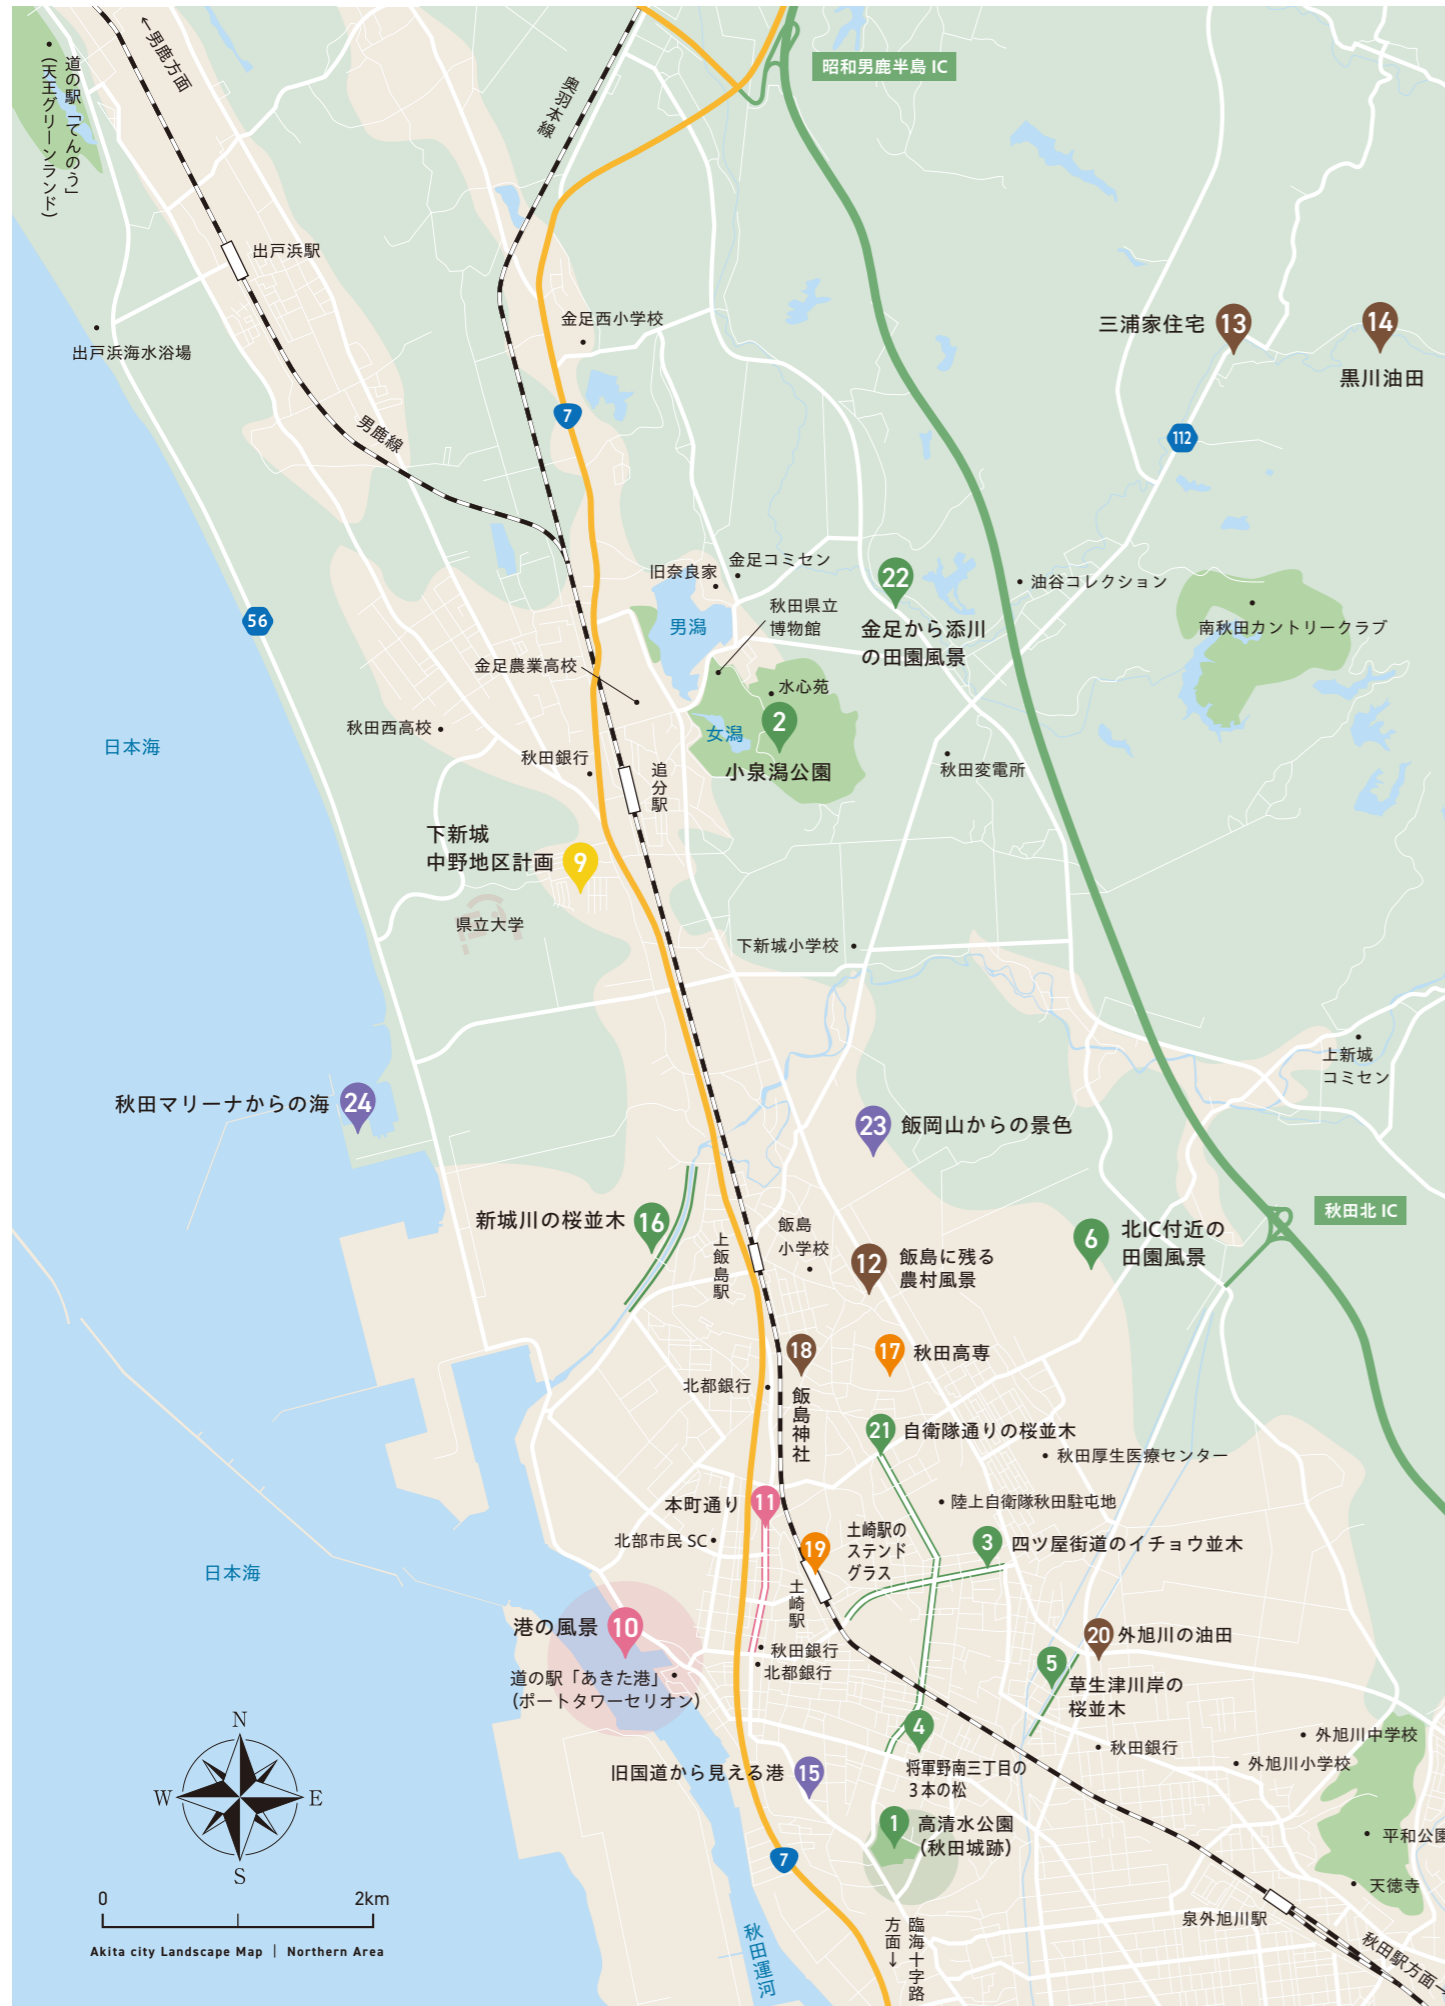 ←男鹿方面
道の駅「てんのう」
(天王グリーンランド)
奥羽本線
昭和男鹿半島 IC
出戸浜駅
出戸浜海水浴場
金足西小学校
三浦家住宅
13
14
黒川油田
7
男鹿線
112
56
旧奈良家
金足コミセン
22
金足から添川
の田園風景
油谷コレクション
南秋田カントリークラブ
男潟
秋田県立
博物館
金足農業高校
水心苑
2
女潟
小泉潟公園
秋田西高校
日本海
秋田銀行
追分駅
秋田変電所
下新城
中野地区計画
9
県立大学
下新城小学校
上新城
コミセン
秋田マリーナからの海
24
23
飯岡山からの景色
新城川の桜並木
16
上飯島駅
飯島
小学校
12
飯島に残る
農村風景
6
北IC付近の
田園風景
秋田北 IC
18
飯島神社
17
秋田高専
北都銀行
21
自衛隊通りの桜並木
秋田厚生医療センター
本町通り
11
陸上自衛隊秋田駐屯地
北部市民 SC
19
土崎駅の
ステンド
グラス
3
四ツ屋街道のイチョウ並木
日本海
土崎駅
港の風景
10
秋田銀行
北都銀行
道の駅「あきた港」
(ポートタワーセリオン)
20
外旭川の油田
5
草生津川岸の
桜並木
4
将軍野南三丁目の
3本の松
秋田銀行
外旭川中学校
外旭川小学校
旧国道から見える港
15
1
高清水公園
(秋田城跡)
平和公園
天徳寺
7
泉外旭川駅
秋田駅方面→
臨海十字路
方面↓
秋田運河
N
W
E
S
0
2km
Akita city Landscape Map | Northern Area